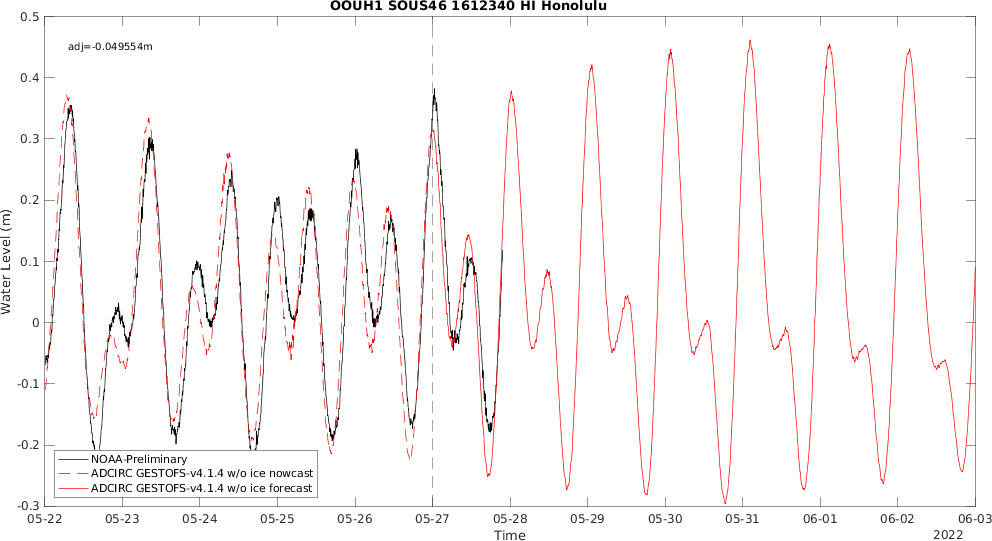 OOUH1 SOUS46 1612340 HI Honolulu
adj=-0.049554m
0.5
0.4
0.3
0.2
0.1
0
-0.1
-0.2
-0.3
Water Level (m)
NOAA-Preliminary
ADCIRC GESTOFS-v4.1.4 w/o ice nowcast
ADCIRC GESTOFS-v4.1.4 w/o ice forecast
05-22 05-23 05-24 05-25 05-26 05-27 05-28 05-29 05-30 05-31 06-01 06-02 06-03
Time
2022